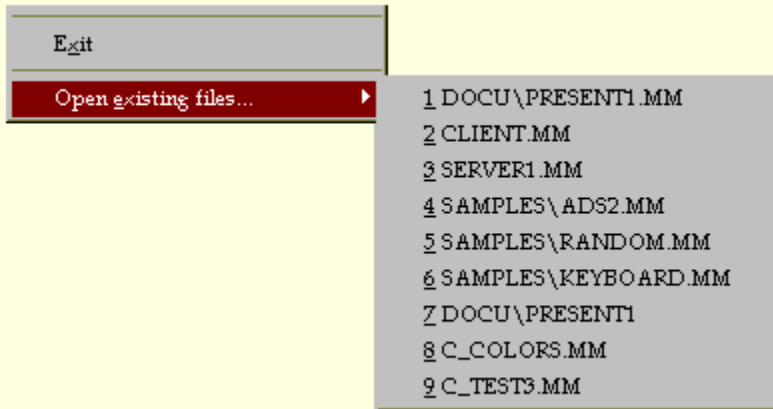 Exit
Open existing files...
1 DOCU\PRESENT1.MM
2 CLIENT.MM
3 SERVER1.MM
4 SAMPLES\ADS2.MM
5 SAMPLES\RANDOM.MM
6 SAMPLES\KEYBOARD.MM
7 DOCU\PRESENT1
8 C_COLORS.MM
9 C_TEST3.MM